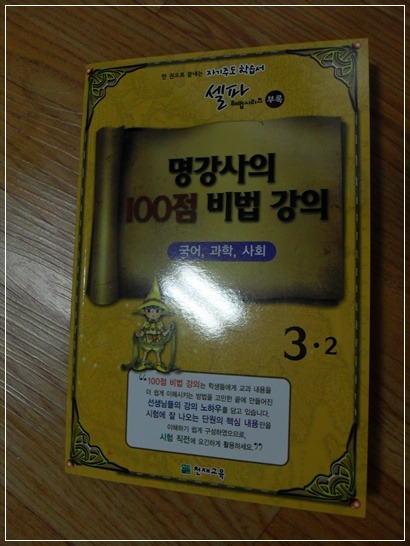 한 권으로 끝내는 자기주도 학습서
셀파 해법시리즈 부록
명강사의
100점 비법 강의
국어, 과학, 사회
3·2
“100점 비법 강의는 학생들에게 교과 내용을
더 쉽게 이해시키는 방법을 고민한 끝에 만들어진
선생님들의 강의 노하우를 담고 있습니다.
시험에 잘 나오는 단원의 핵심 내용만을
이해하기 쉽게 구성하였으므로,
시험 직전에 요긴하게 활용하세요.”
천재교육